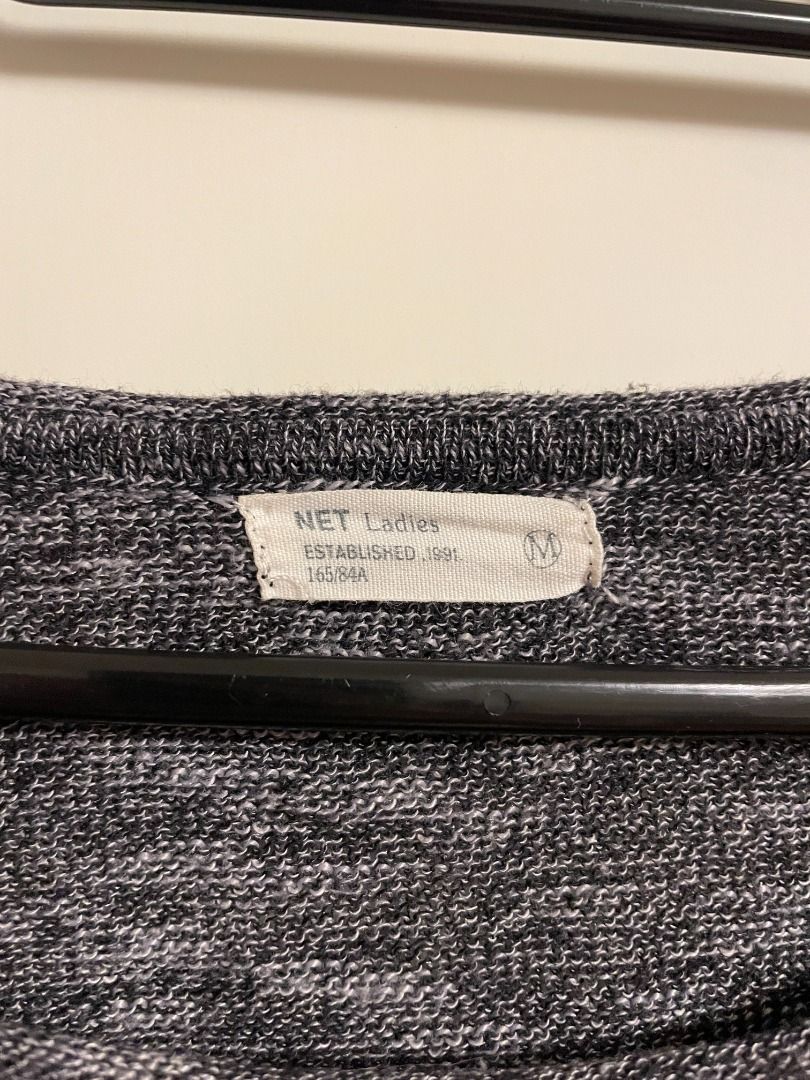 NET Ladies
ESTABLISHED .1991.
165/84A
M